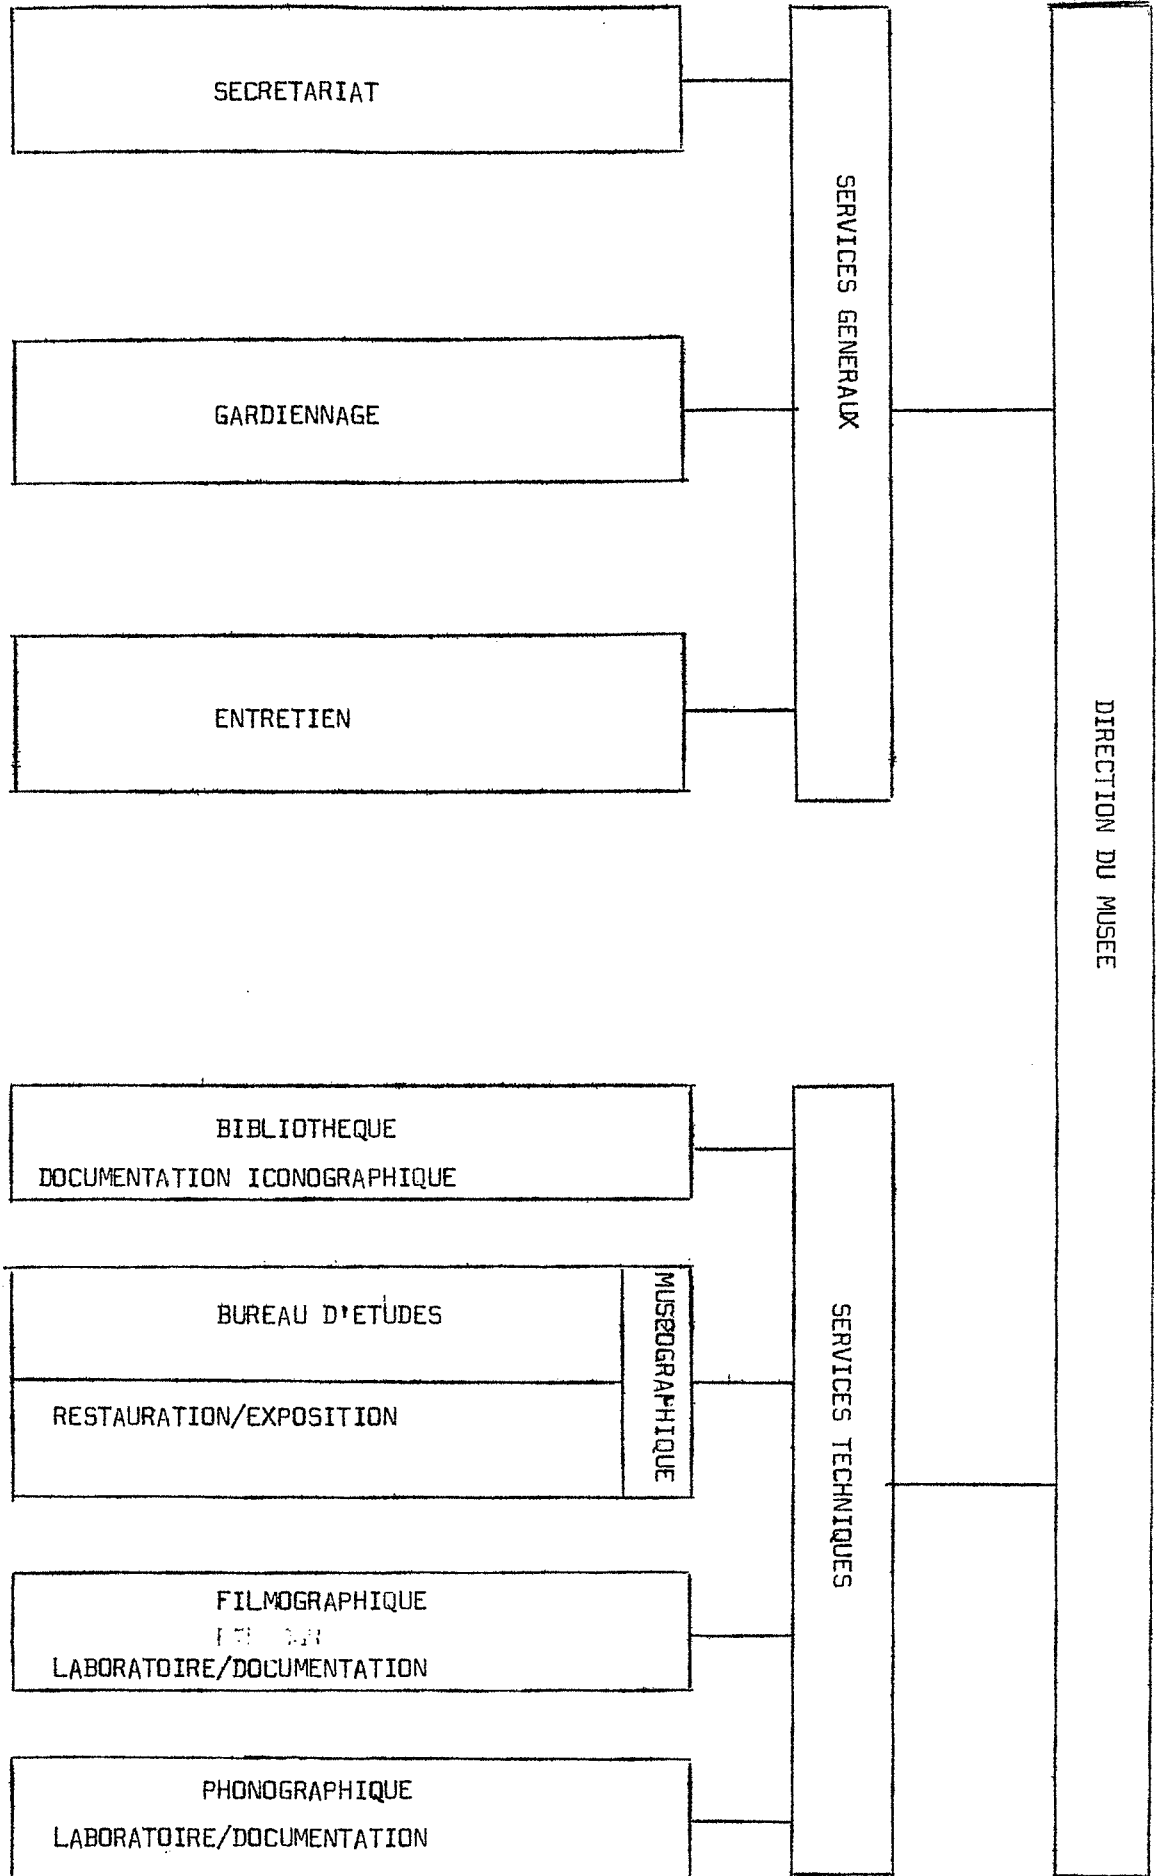 SECRETARIAT
GARDIENNAGE
ENTRETIEN
SERVICES GENERAUX
DIRECTION DU MUSEE
BIBLIOTHEQUE
DOCUMENTATION ICONOGRAPHIQUE
BUREAU D'ETUDES
RESTAURATION/EXPOSITION
MUSEOGRAPHIQUE
FILMOGRAPHIQUE
LABORATOIRE/DOCUMENTATION
PHONOGRAPHIQUE
LABORATOIRE/DOCUMENTATION
SERVICES TECHNIQUES